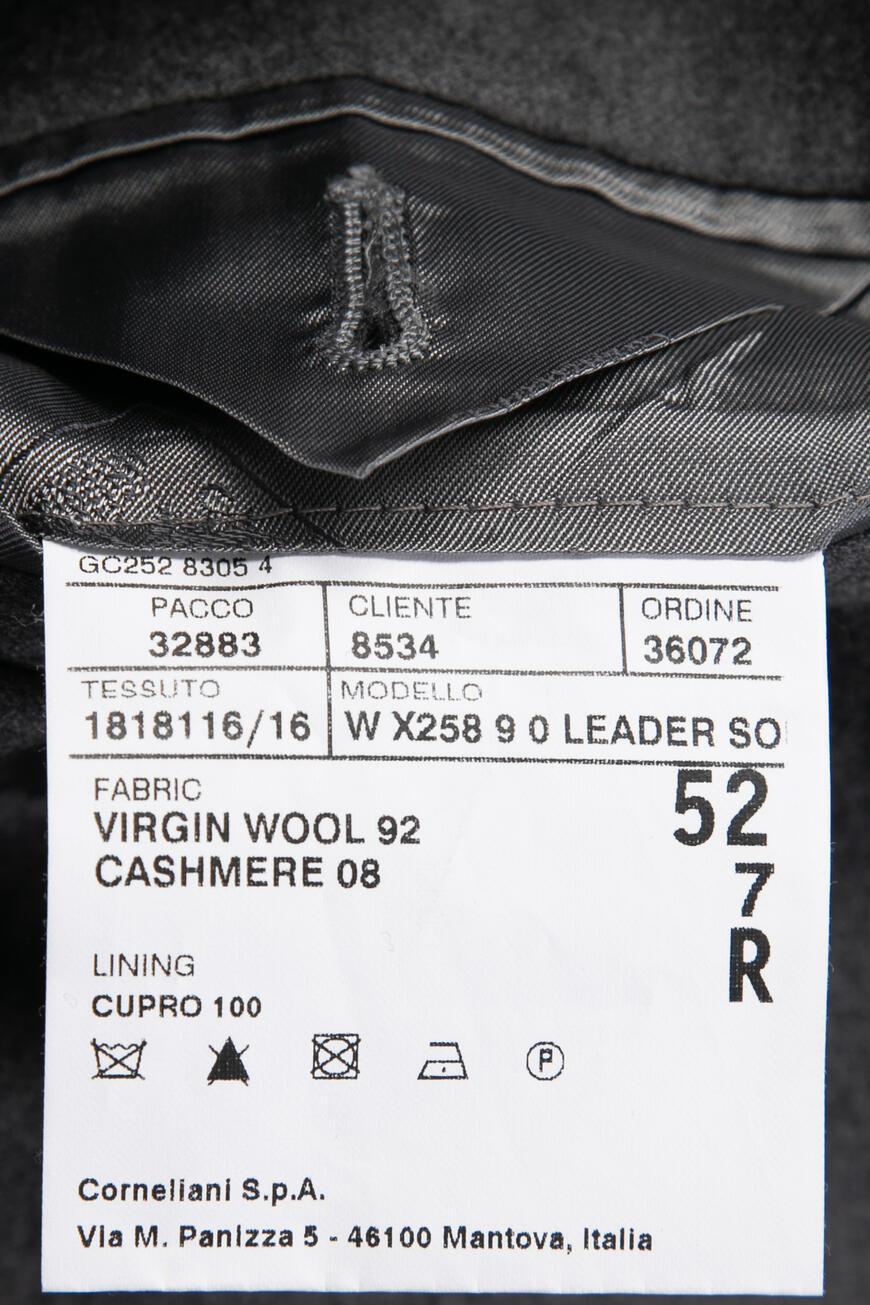 GC252 8305 4
PACCO CLIENTE ORDINE
32883 8534 36072
TESSUTO MODELLO
1818116/16 W X258 9 0 LEADER SO
FABRIC
VIRGIN WOOL 92
CASHMERE 08
52
7
R
LINING
CUPRO 100
P
Corneliani S.p.A.
Via M. Panizza 5 - 46100 Mantova, Italia